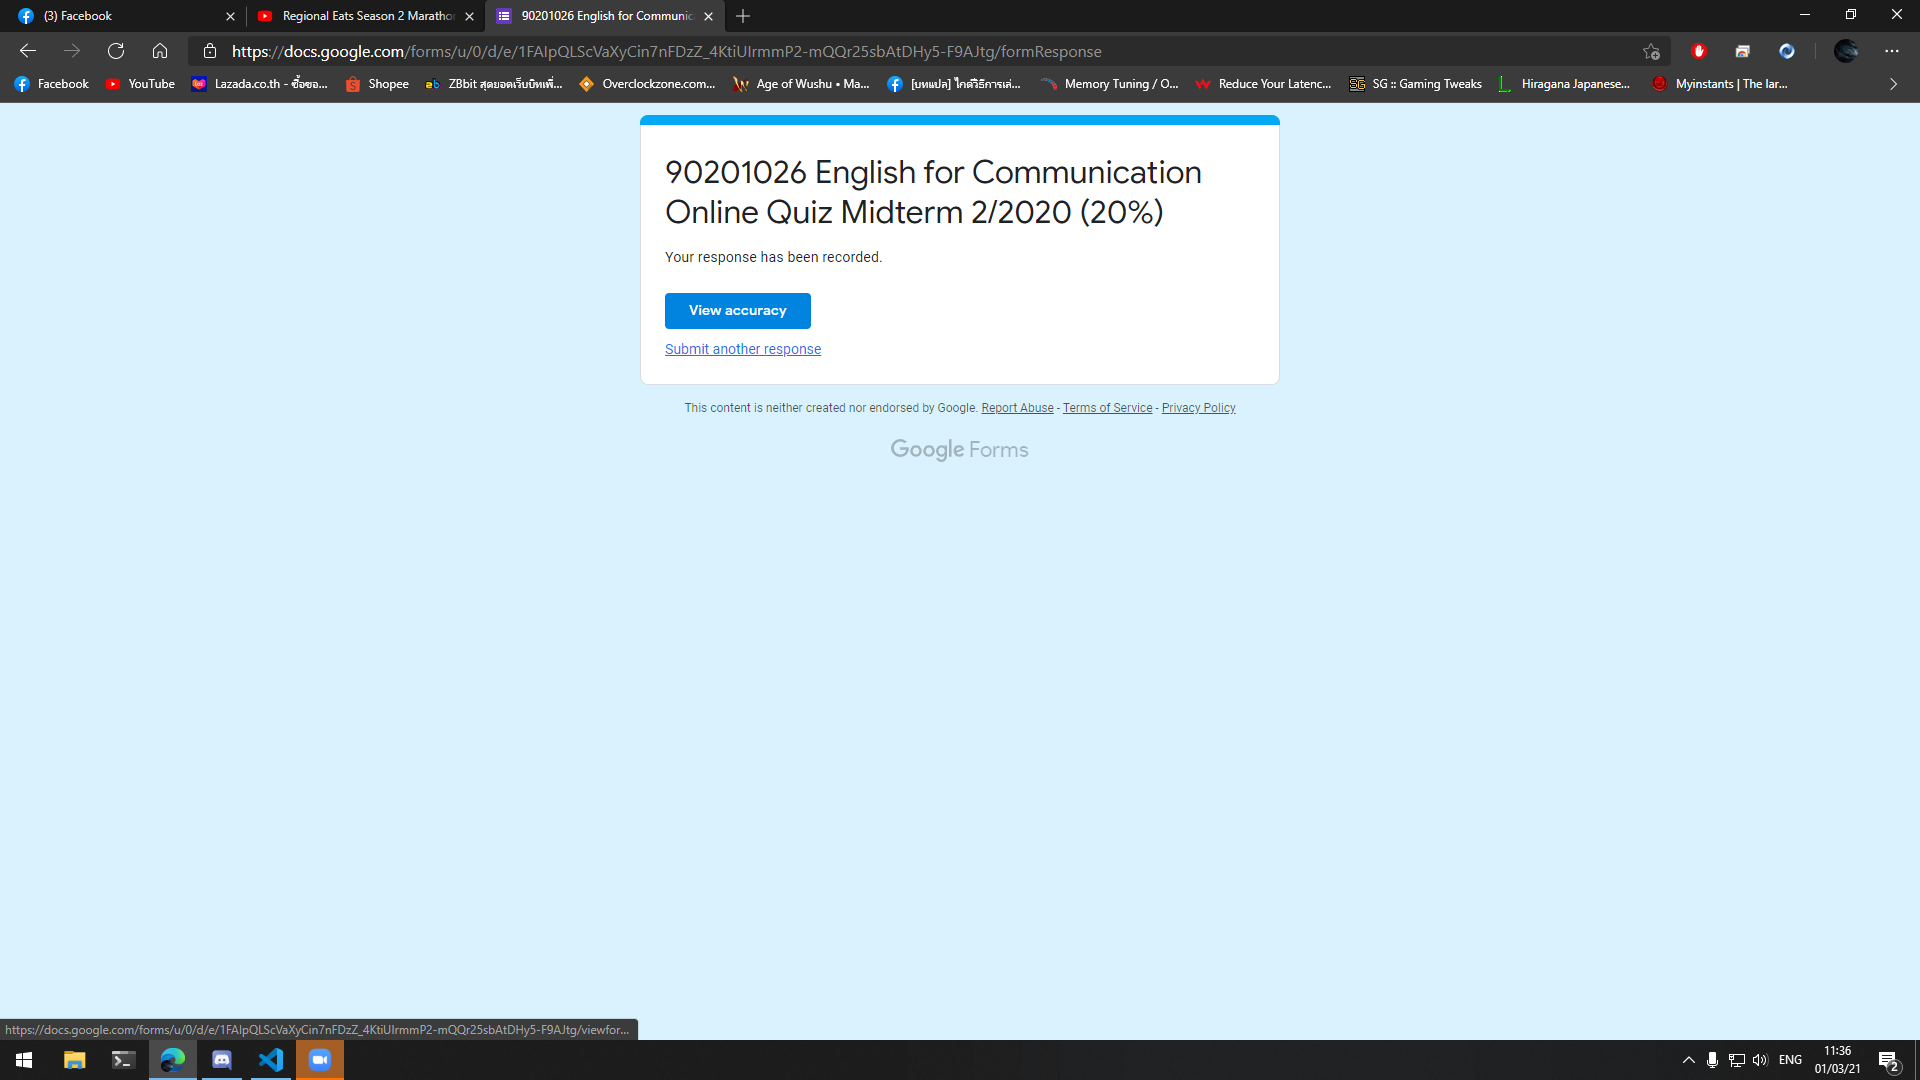 (3) Facebook
Regional Eats Season 2 Maratho
90201026 English for Communic
https://docs.google.com/forms/u/0/d/e/1FAIpQLScVaXyCin7nFDzZ_4KtiUIrmmP2-mQQr25sbAtDHy5-F9AJtg/formResponse
Facebook
YouTube
Lazada.co.th - ซื้อขอ...
Shopee
ZBbit สุดยอดเว็บบิทเพื่...
Overclockzone.com...
Age of Wushu • Ma...
[บทแปล] ไกด์วิธีการเล่...
Memory Tuning / O...
Reduce Your Latenc...
SG :: Gaming Tweaks
Hiragana Japanese...
Myinstants | The lar...
90201026 English for Communication
Online Quiz Midterm 2/2020 (20%)
Your response has been recorded.
View accuracy
Submit another response
This content is neither created nor endorsed by Google. Report Abuse - Terms of Service - Privacy Policy
Google Forms
https://docs.google.com/forms/u/0/d/e/1FAIpQLScVaXyCin7nFDzZ_4KtiUIrmmP2-mQQr25sbAtDHy5-F9AJtg/viewfor...
ENG
11:36
01/03/21
2